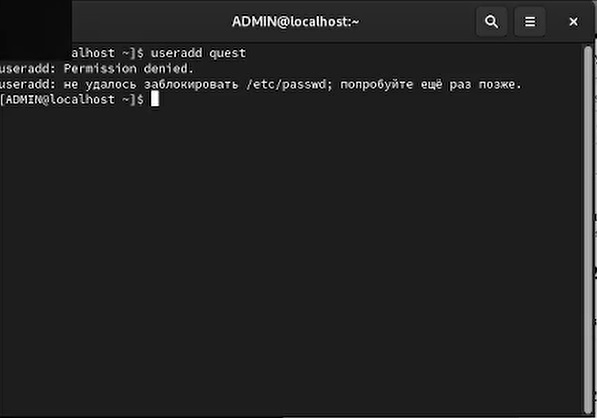 ADMIN@localhost:~
alhost ~]$ useradd quest
useradd: Permission denied.
useradd: не удалось заблокировать /etc/passwd; попробуйте ещё раз позже.
[ADMIN@localhost ~]$